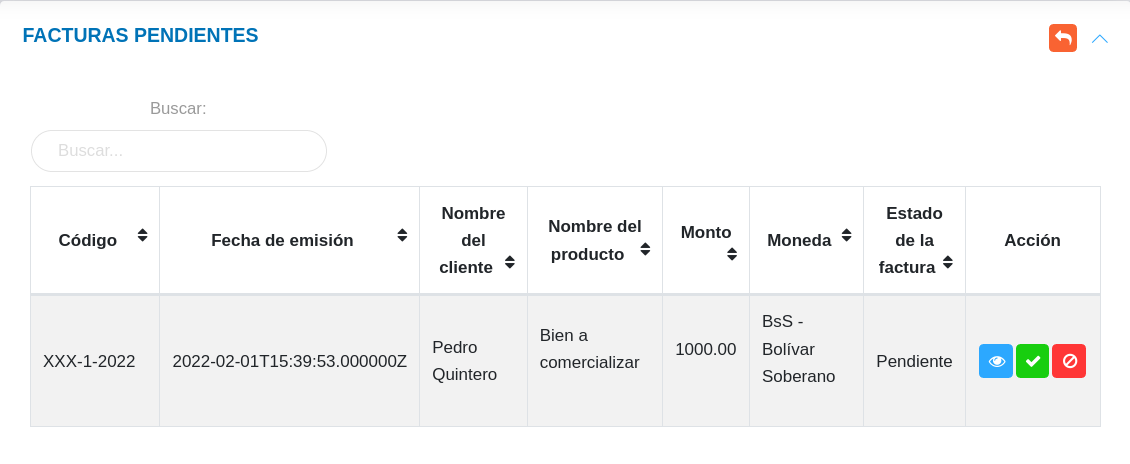 FACTURAS PENDIENTES
Buscar:
Buscar...
Código
Fecha de emisión
Nombre
del
cliente
Nombre del
producto
Monto
Moneda
Estado
de la
factura
Acción
XXX-1-2022
2022-02-01T15:39:53.000000Z
Pedro
Quintero
Bien a
comercializar
1000.00
BsS -
Bolívar
Soberano
Pendiente